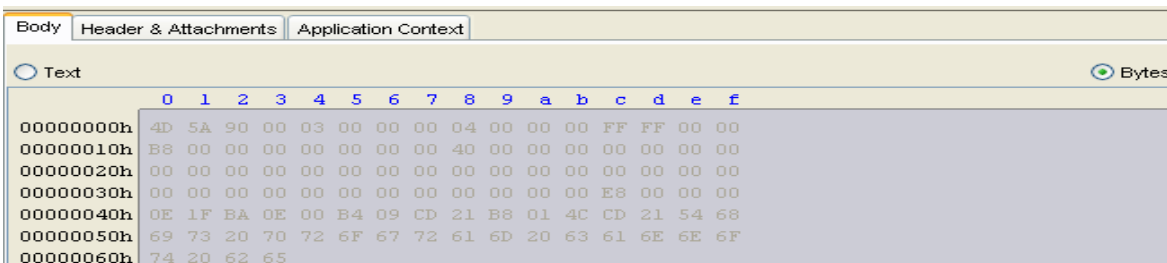 Body Header & Attachments Application Context
Text Bytes
0 1 2 3 4 5 6 7 8 9 a b c d e f
00000000h 4D 5A 90 00 03 00 00 00 04 00 00 00 FF FF 00 00
00000010h B8 00 00 00 00 00 00 00 40 00 00 00 00 00 00 00
00000020h 00 00 00 00 00 00 00 00 00 00 00 00 00 00 00 00
00000030h 00 00 00 00 00 00 00 00 00 00 00 00 E8 00 00 00
00000040h 0E 1F BA 0E 00 B4 09 CD 21 B8 01 4C CD 21 54 68
00000050h 69 73 20 70 72 6F 67 72 61 6D 20 63 61 6E 6E 6F
00000060h 74 20 62 65